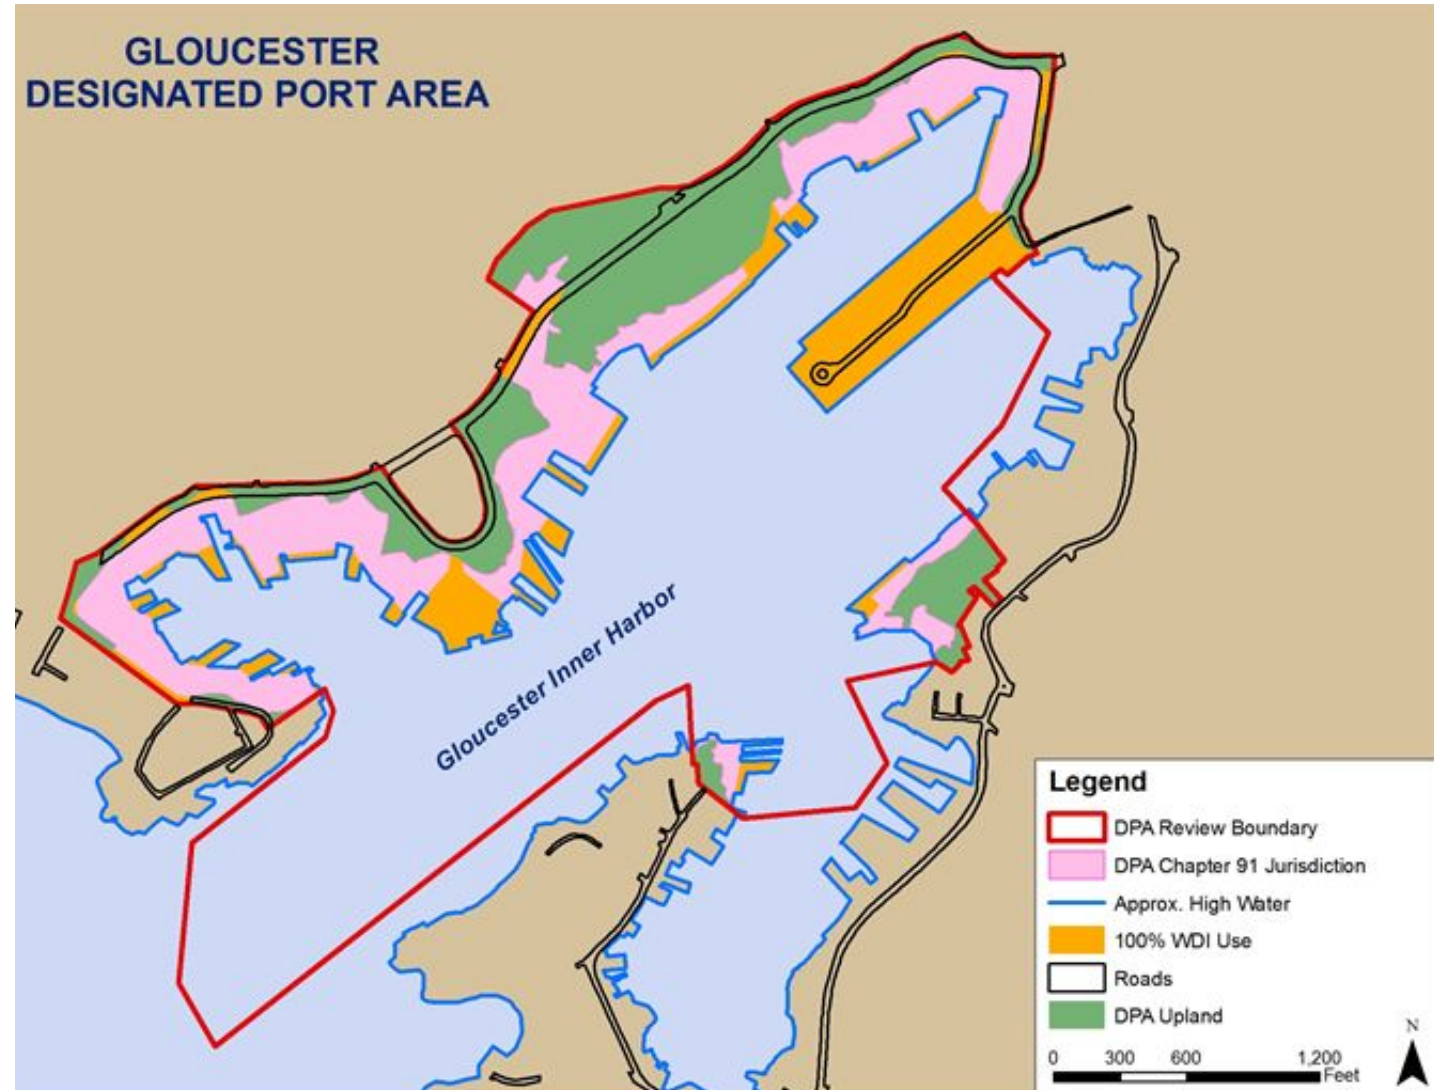 GLOUCESTER
DESIGNATED PORT AREA
Gloucester Inner Harbor
Legend
DPA Review Boundary
DPA Chapter 91 Jurisdiction
Approx. High Water
100% WDI Use
Roads
DPA Upland
N
0 300 600 1,200
Feet